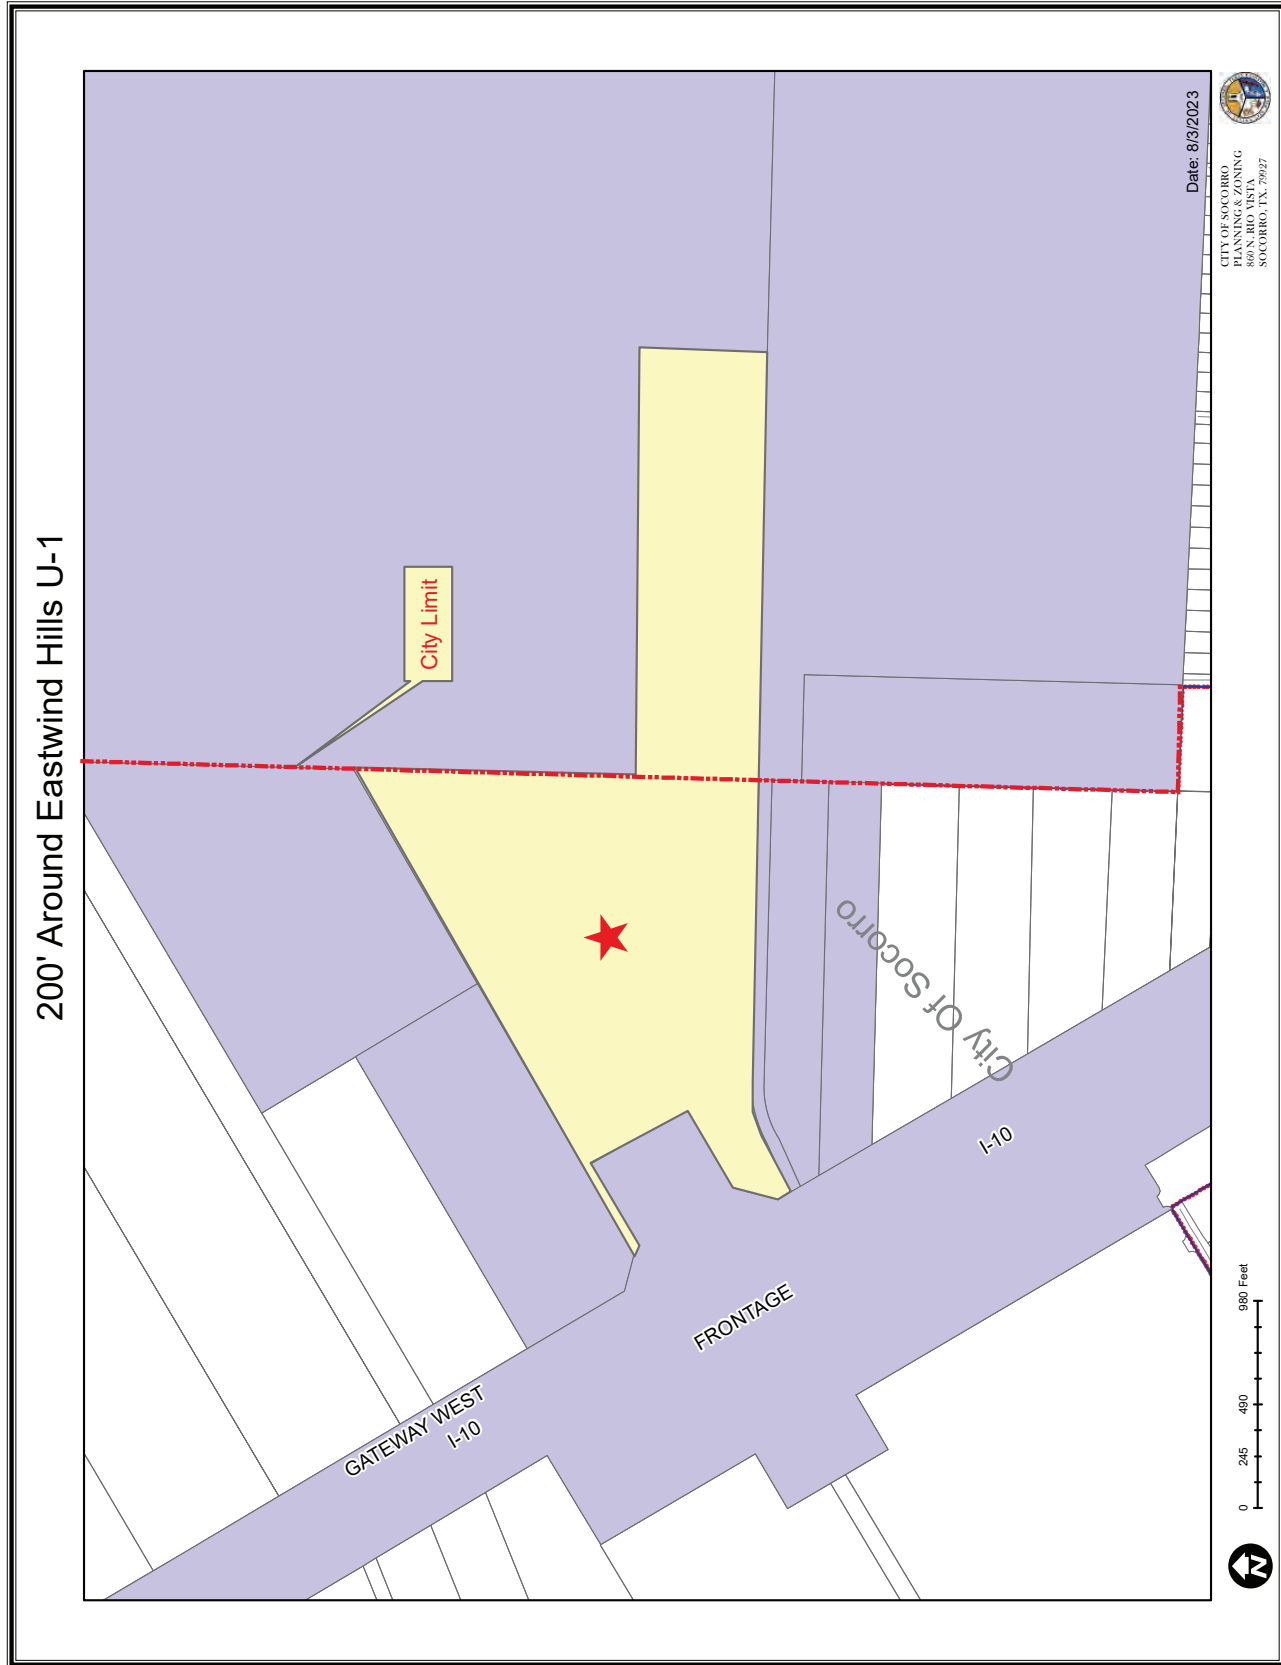 200' Around Eastwind Hills U-1
City Limit
City Of Socorro
GATEWAY WEST
I-10
FRONTAGE
I-10
Date: 8/3/2023
N
0 245 490 980 Feet
CITY OF SOCORRO
PLANNING & ZONING
860 N. RIO VISTA
SOCORRO, TX. 79927